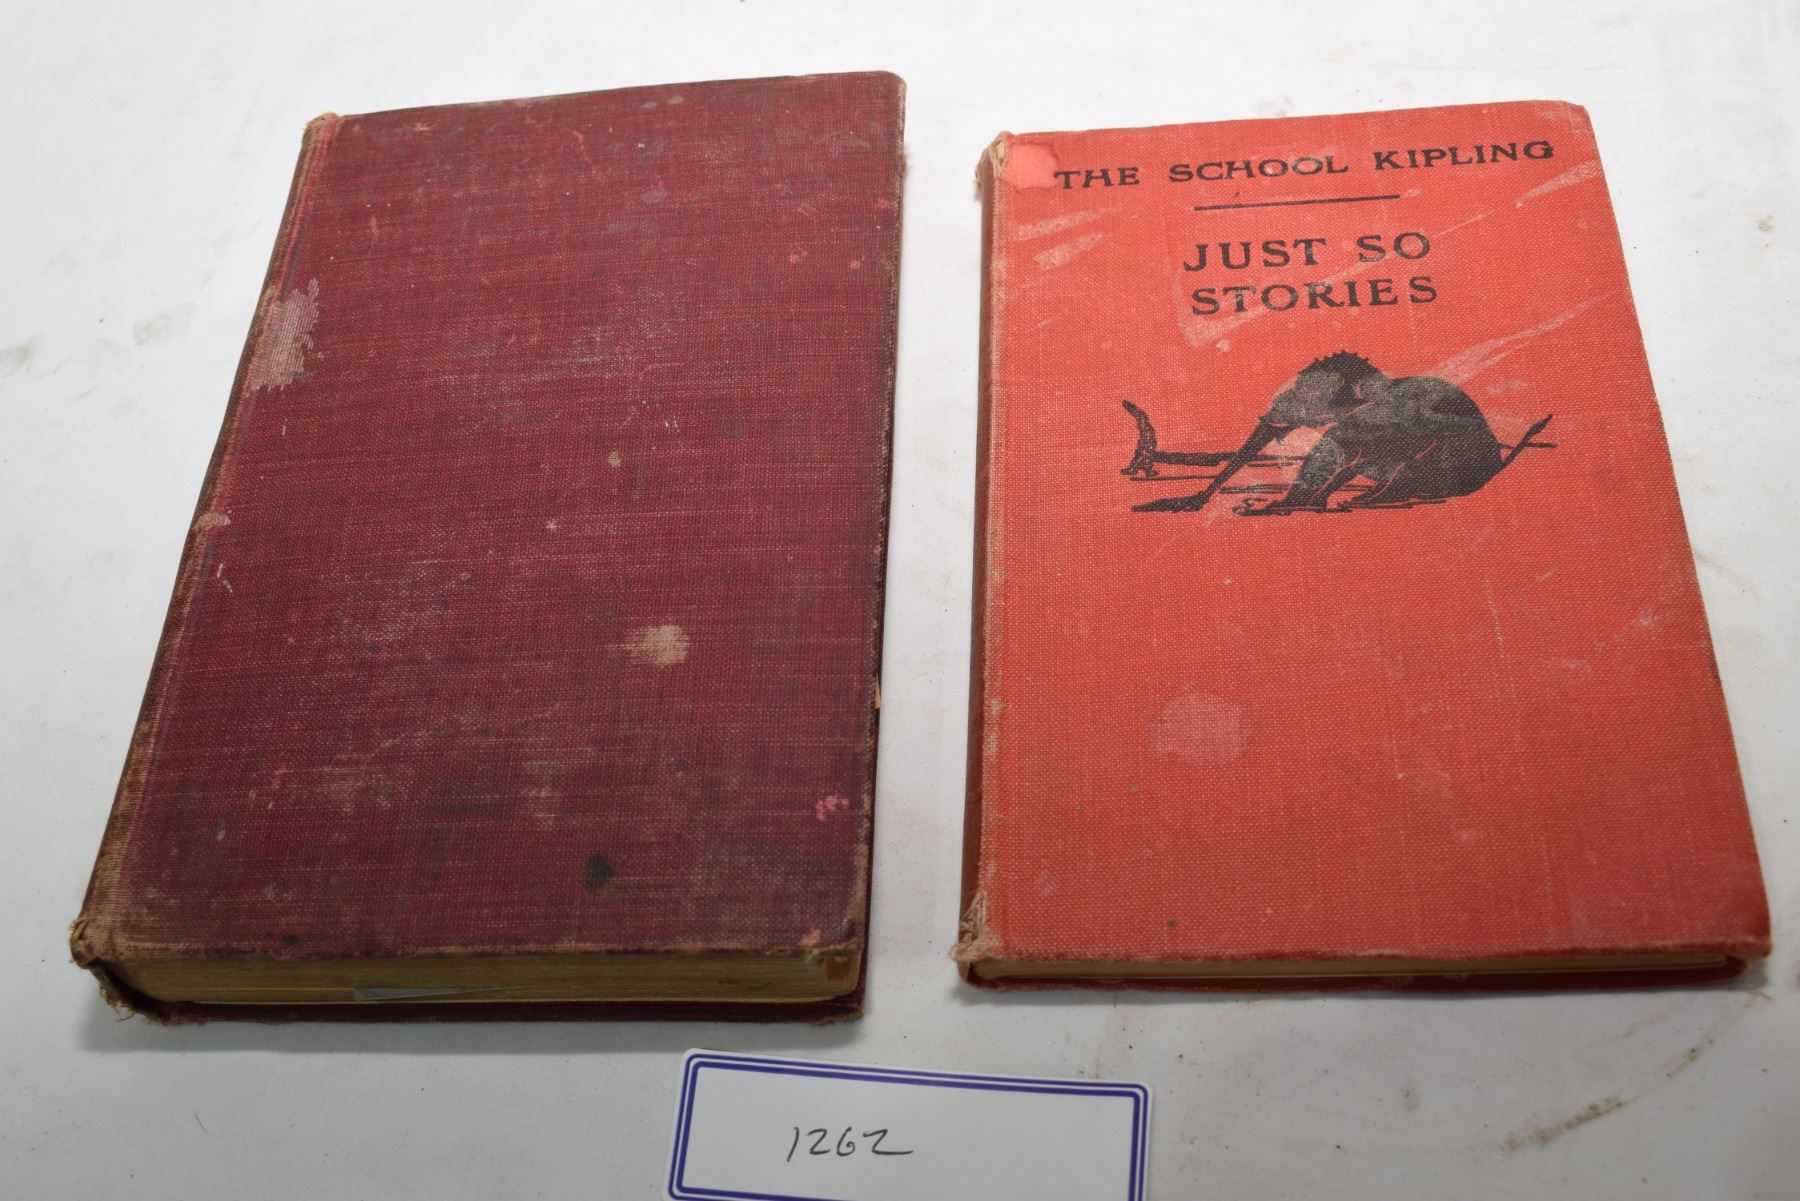 THE SCHOOL KIPLING
JUST SO
STORIES
1262